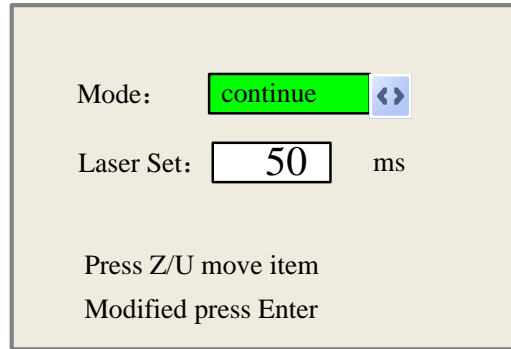 Mode： continue
Laser Set： 50 ms
Press Z/U move item
Modified press Enter